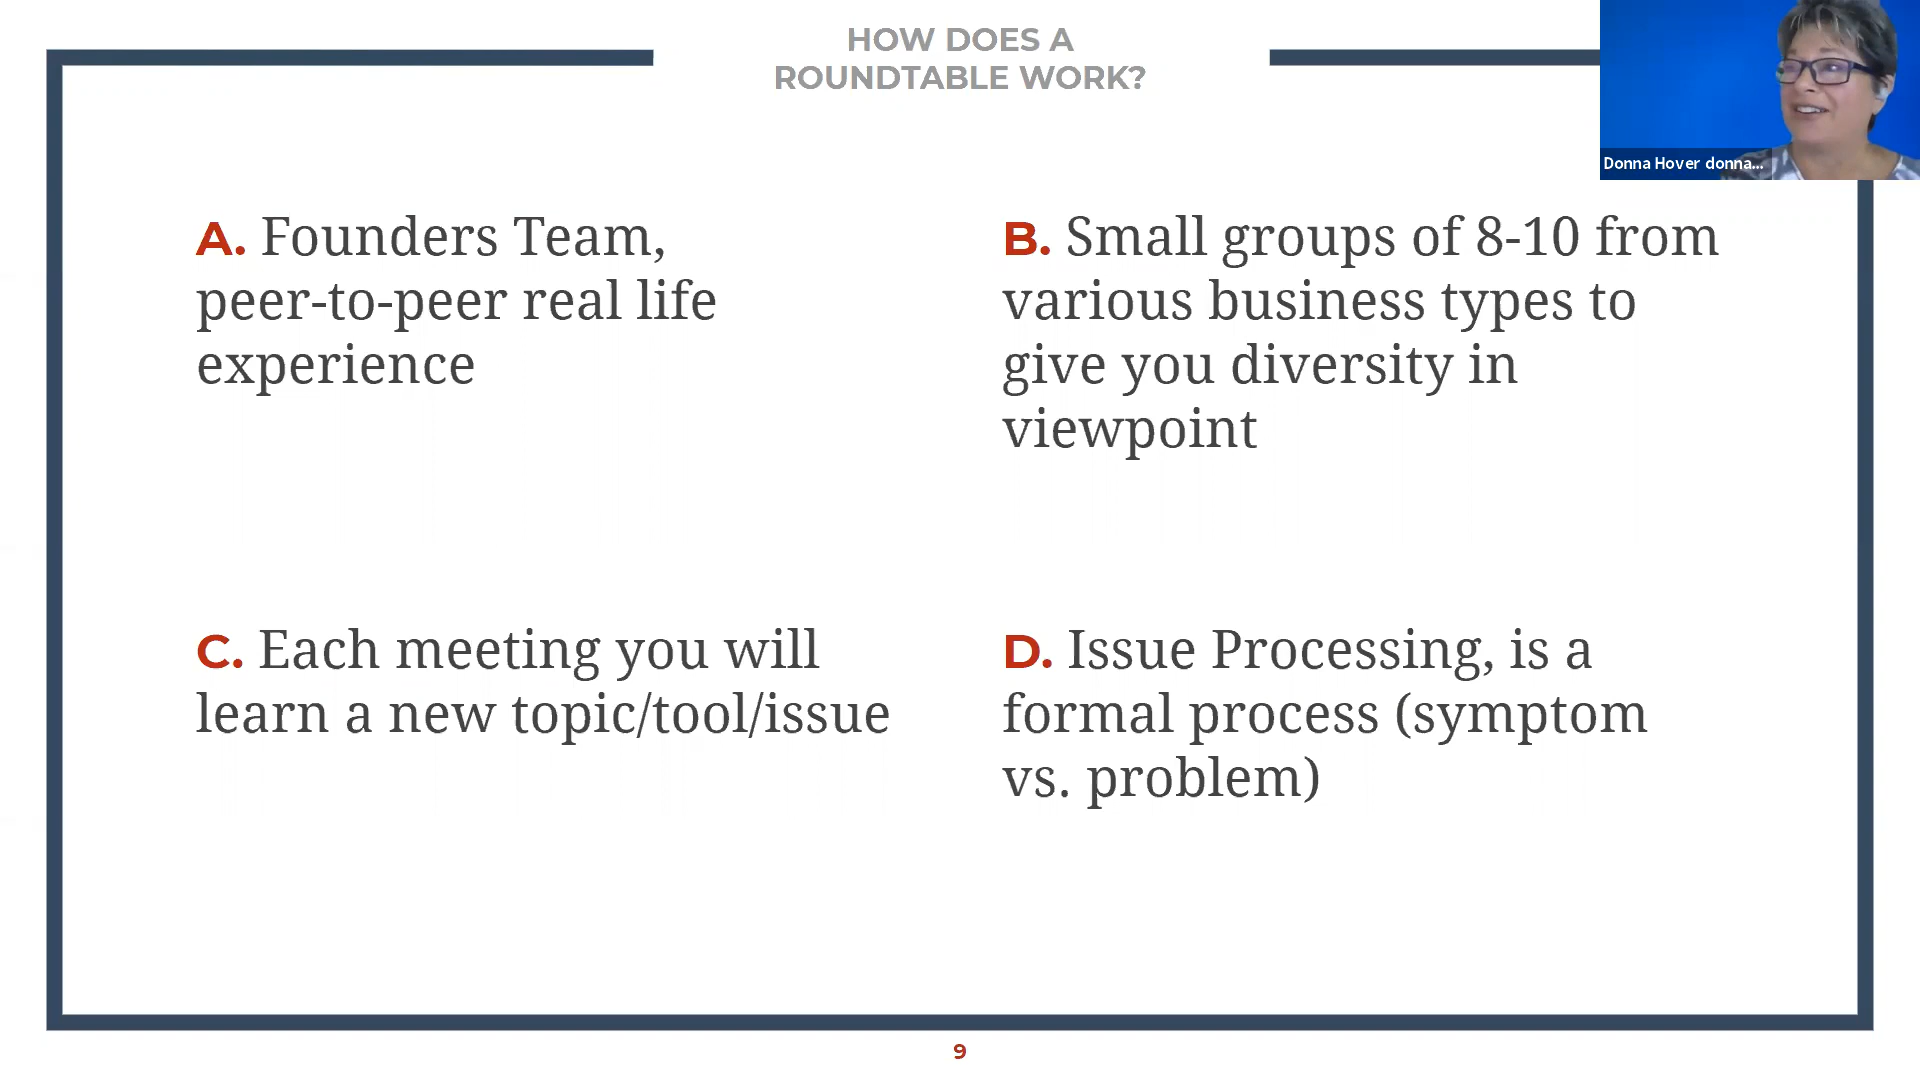 HOW DOES A
ROUNDTABLE WORK?
Donna Hover donna...
A. Founders Team,
peer-to-peer real life
experience
B. Small groups of 8-10 from
various business types to
give you diversity in
viewpoint
C. Each meeting you will
learn a new topic/tool/issue
D. Issue Processing, is a
formal process (symptom
vs. problem)
9